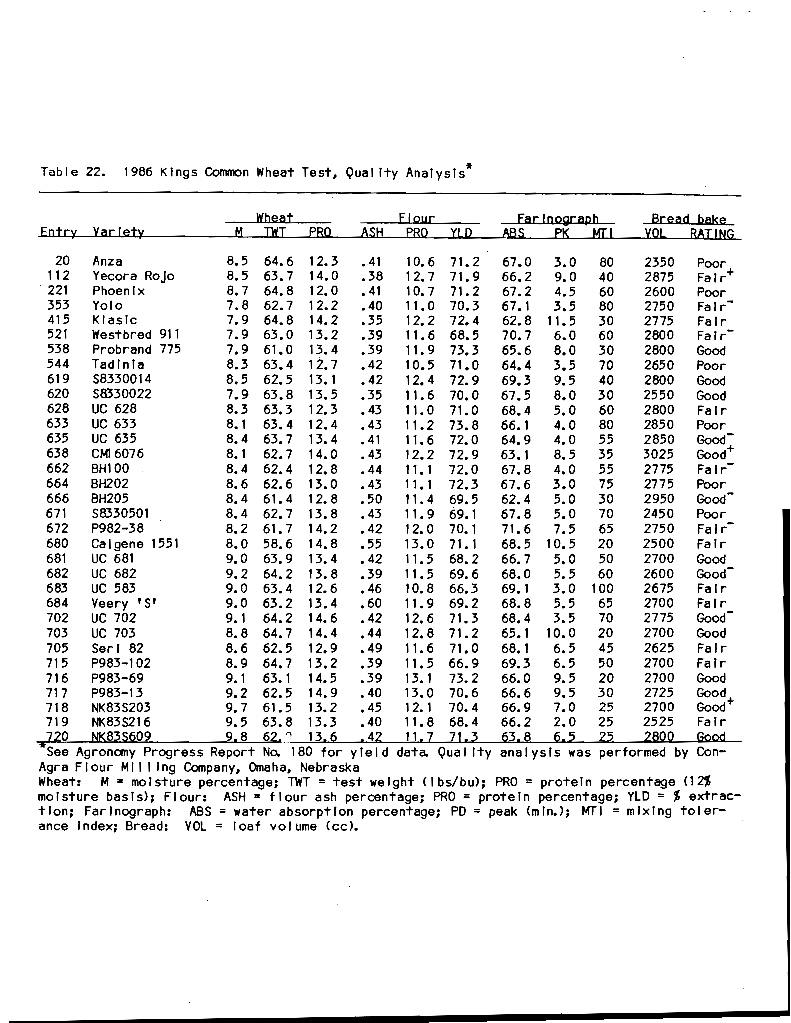 Table 22. 1986 Kings Common Wheat Test, Quality Analysis*
Wheat Flour Farinograph Bread bake
Entry Variety M TWT PRO ASH PRO YLD ABS PK MTI VOL RATING
20 Anza 8.5 64.6 12.3 .41 10.6 71.2 67.0 3.0 80 2350 Poor
112 Yecora Rojo 8.5 63.7 14.0 .38 12.7 71.9 66.2 9.0 40 2875 Fair+
221 Phoenix 8.7 64.8 12.0 .41 10.7 71.2 67.2 4.5 60 2600 Poor
353 Yolo 7.8 62.7 12.2 .40 11.0 70.3 67.1 3.5 80 2750 Fair-
415 Klasic 7.9 64.8 14.2 .35 12.2 72.4 62.8 11.5 30 2775 Fair
521 Westbred 911 7.9 63.0 13.2 .39 11.6 68.5 70.7 6.0 60 2800 Fair-
538 Probrand 775 7.9 61.0 13.4 .39 11.9 73.3 65.6 8.0 30 2800 Good
544 Tadinia 8.3 63.4 12.7 .42 10.5 71.0 64.4 3.5 70 2650 Poor
619 S8330014 8.5 62.5 13.1 .42 12.4 72.9 69.3 9.5 40 2800 Good
620 S8330022 7.9 63.8 13.5 .35 11.6 70.0 67.5 8.0 30 2550 Good
628 UC 628 8.3 63.3 12.3 .43 11.0 71.0 68.4 5.0 60 2800 Fair
633 UC 633 8.1 63.4 12.4 .43 11.2 73.8 66.1 4.0 80 2850 Poor
635 UC 635 8.4 63.7 13.4 .41 11.6 72.0 64.9 4.0 55 2850 Good-
638 CM16076 8.1 62.7 14.0 .43 12.2 72.9 63.1 8.5 35 3025 Good+
662 BH100 8.4 62.4 12.8 .44 11.1 72.0 67.8 4.0 55 2775 Fair-
664 BH202 8.6 62.6 13.0 .43 11.1 72.3 67.6 3.0 75 2775 Poor
666 BH205 8.4 61.4 12.8 .50 11.4 69.5 62.4 5.0 30 2950 Good-
671 S8330501 8.4 62.7 13.8 .43 11.9 69.1 67.8 5.0 70 2450 Poor
672 P982-38 8.2 61.7 14.2 .42 12.0 70.1 71.6 7.5 65 2750 Fair-
680 Calgene 1551 8.0 58.6 14.8 .55 13.0 71.1 68.5 10.5 20 2500 Fair
681 UC 681 9.0 63.9 13.4 .42 11.5 68.2 66.7 5.0 50 2700 Good
682 UC 682 9.2 64.2 13.8 .39 11.5 69.6 68.0 5.5 60 2600 Good-
683 UC 583 9.0 63.4 12.6 .46 10.8 66.3 69.1 3.0 100 2675 Fair
684 Veery 'S' 9.0 63.2 13.4 .60 11.9 69.2 68.8 5.5 65 2700 Fair
702 UC 702 9.1 64.2 14.6 .42 12.6 71.3 68.4 3.5 70 2775 Good-
703 UC 703 8.8 64.7 14.4 .44 12.8 71.2 65.1 10.0 20 2700 Good
705 Seri 82 8.6 62.5 12.9 .49 11.6 71.0 68.1 6.5 45 2625 Fair
715 P983-102 8.9 64.7 13.2 .39 11.5 66.9 69.3 6.5 50 2700 Fair
716 P983-69 9.1 63.1 14.5 .39 13.1 73.2 66.0 9.5 20 2700 Good
717 P983-13 9.2 62.5 14.9 .40 13.0 70.6 66.6 9.5 30 2725 Good
718 NK83S203 9.7 61.5 13.2 .45 12.1 70.4 66.9 7.0 25 2700 Good+
719 NK83S216 9.5 63.8 13.3 .40 11.8 68.4 66.2 2.0 25 2525 Fair
720 NK83S609 9.8 13.6 .42 11.7 71.3 63.8 6.5 25 2800 Good
*See Agronomy Progress Report No. 180 for yield data. Quality analysis was performed by Con-
Agra Flour Milling Company, Omaha, Nebraska
Wheat: M = moisture percentage; TWT = test weight (lbs/bu); PRO = protein percentage (12%
moisture basis); Flour: ASH = flour ash percentage; PRO = protein percentage; YLD = % extrac-
tion; Farinograph: ABS = water absorption percentage; PD = peak (min.); MTI = mixing toler-
ance index; Bread: VOL = loaf volume (cc).